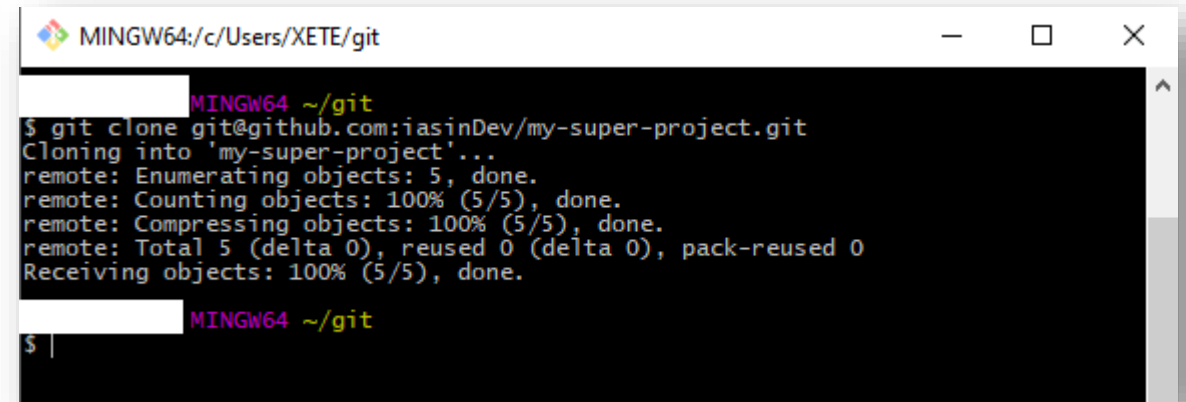 MINGW64:/c/Users/XETE/git
MINGW64 ~/git
$ git clone git@github.com:iasinDev/my-super-project.git
Cloning into 'my-super-project'...
remote: Enumerating objects: 5, done.
remote: Counting objects: 100% (5/5), done.
remote: Compressing objects: 100% (5/5), done.
remote: Total 5 (delta 0), reused 0 (delta 0), pack-reused 0
Receiving objects: 100% (5/5), done.
MINGW64 ~/git
$